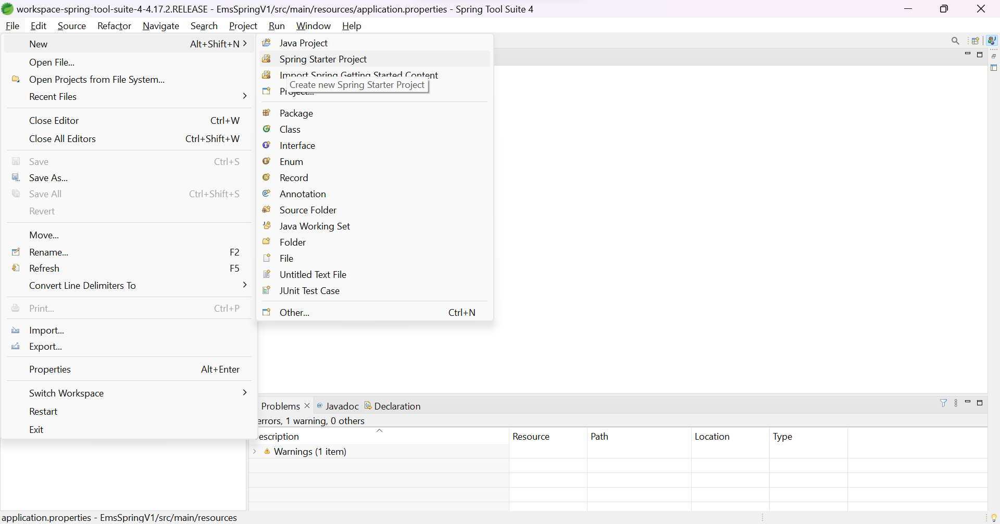 workspace-spring-tool-suite-4-4.17.2.RELEASE - EmsSpringV1/src/main/resources/application.properties - Spring Tool Suite 4
File Edit Source Refactor Navigate Search Project Run Window Help
New Alt+Shift+N
Open File...
Open Projects from File System...
Recent Files
Close Editor Ctrl+W
Close All Editors Ctrl+Shift+W
Save Ctrl+S
Save As...
Save All Ctrl+Shift+S
Revert
Move...
Rename... F2
Refresh F5
Convert Line Delimiters To
Print... Ctrl+P
Import...
Export...
Properties Alt+Enter
Switch Workspace
Restart
Exit
Java Project
Spring Starter Project
Import Spring Getting Started Content
Create new Spring Starter Project
Project...
Package
Class
Interface
Enum
Record
Annotation
Source Folder
Java Working Set
Folder
File
Untitled Text File
JUnit Test Case
Other... Ctrl+N
Problems Javadoc Declaration
errors, 1 warning, 0 others
escription Resource Path Location Type
Warnings (1 item)
application.properties - EmsSpringV1/src/main/resources